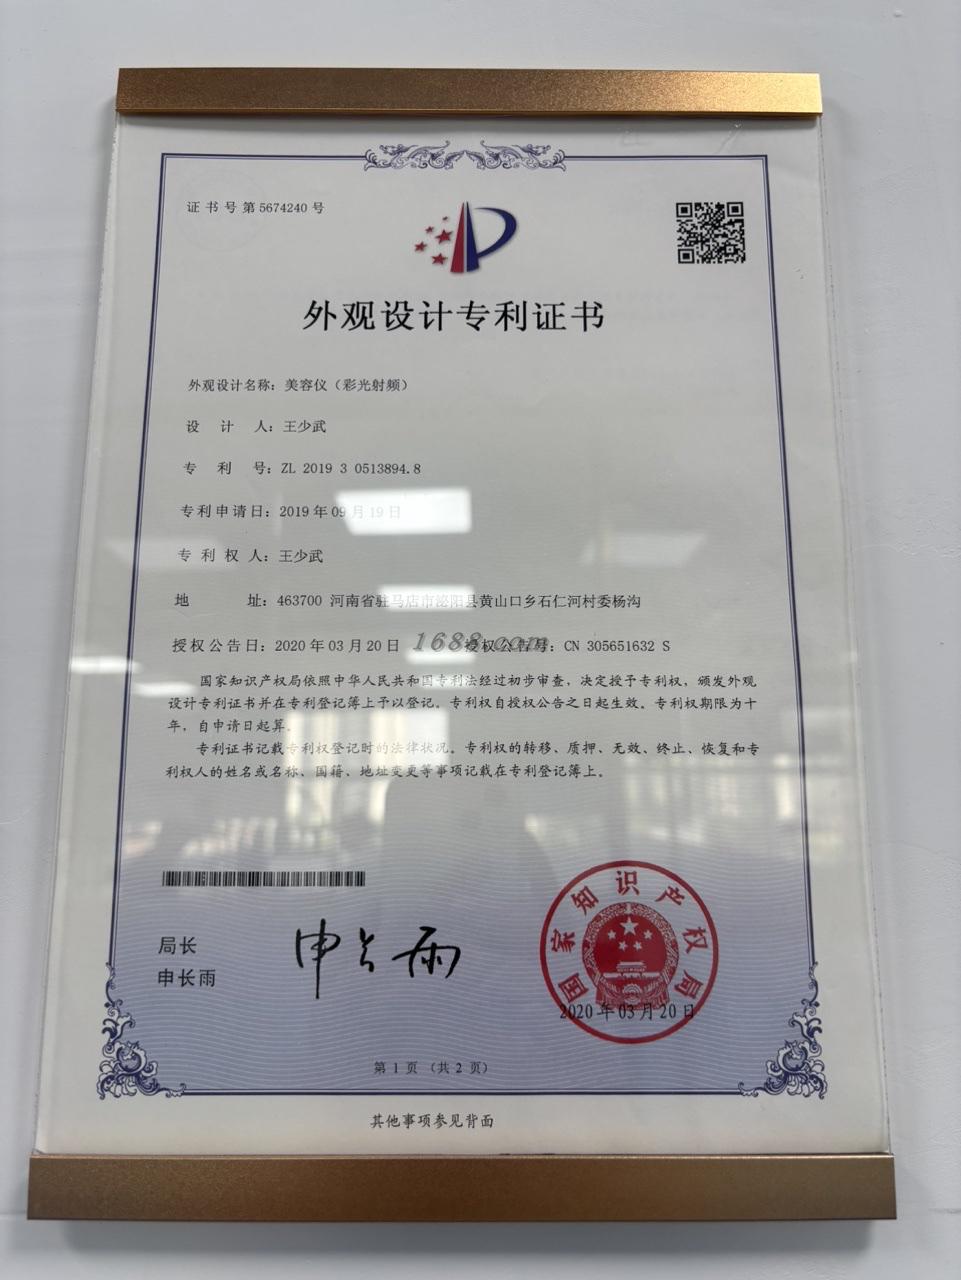 证书号第5674240号
外观设计专利证书
外观设计名称：美容仪（彩光射频）
设计人：王少武
专利号：ZL 2019 3 0513894.8
专利申请日：2019年09月19日
专利权人：王少武
地址：463700 河南省驻马店市泌阳县黄山口乡石仁河村委杨沟
授权公告日：2020年03月20日 授权公告号：CN 305651632 S
1688.com
国家知识产权局依照中华人民共和国专利法经过初步审查，决定授予专利权，颁发外观
设计专利证书并在专利登记簿上予以登记。专利权自授权公告之日起生效。专利权期限为十
年，自申请日起算。
专利证书记载专利权登记时的法律状况。专利权的转移、质押、无效、终止、恢复和专
利权人的姓名或名称、国籍、地址变更等事项记载在专利登记簿上。
局长
申长雨
申长雨
国家知识产权局
2020年03月20日
第 1 页 （共 2 页）
其他事项参见背面